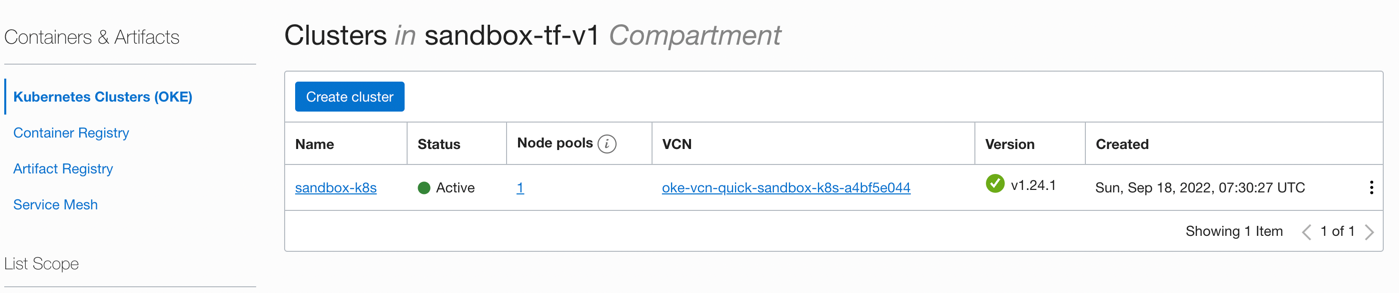 Containers & Artifacts
Kubernetes Clusters (OKE)
Container Registry
Artifact Registry
Service Mesh
List Scope
Clusters in sandbox-tf-v1 Compartment
Create cluster
Name Status Node pools i VCN Version Created
sandbox-k8s Active 1 oke-vcn-quick-sandbox-k8s-a4bf5e044 v1.24.1 Sun, Sep 18, 2022, 07:30:27 UTC
Showing 1 Item 1 of 1